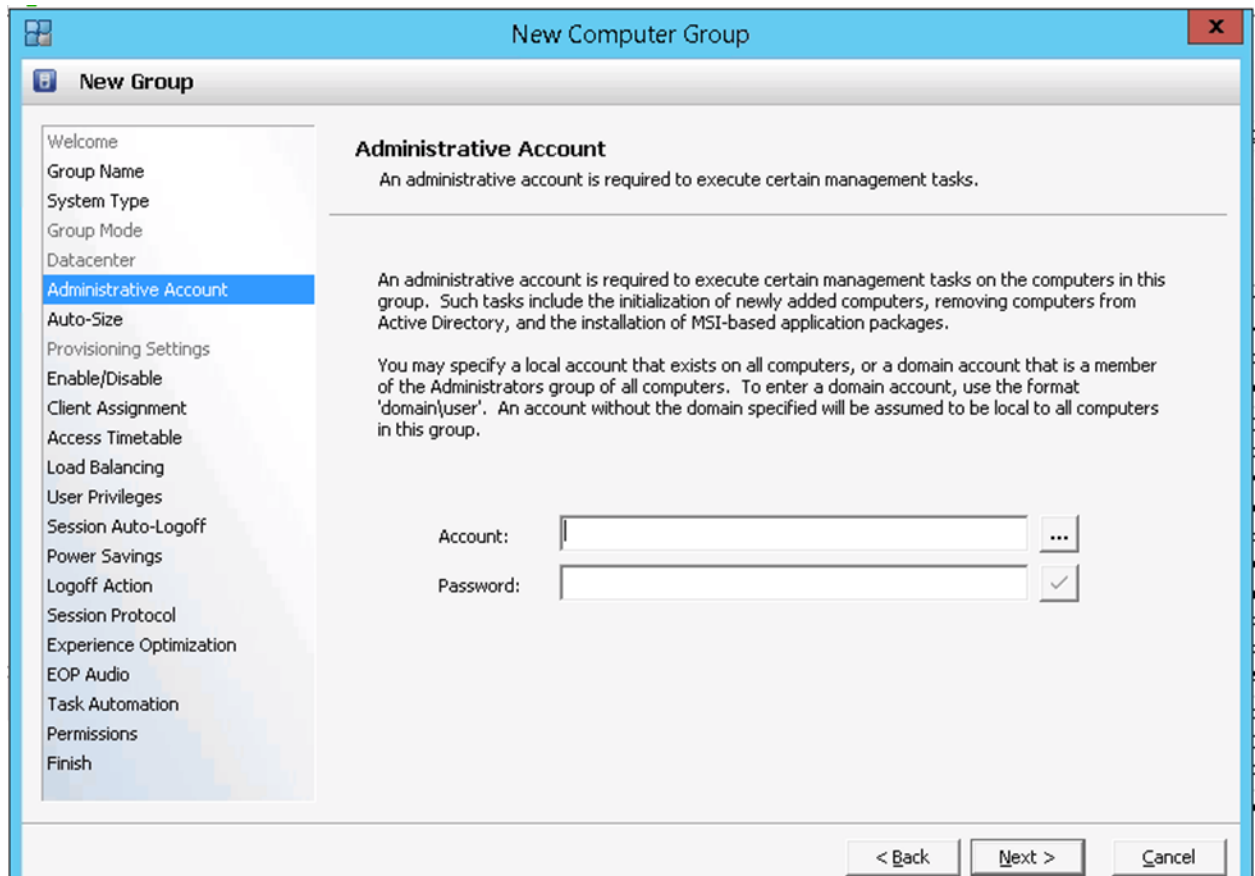 New Computer Group
x
New Group
Welcome
Group Name
System Type
Group Mode
Datacenter
Administrative Account
Auto-Size
Provisioning Settings
Enable/Disable
Client Assignment
Access Timetable
Load Balancing
User Privileges
Session Auto-Logoff
Power Savings
Logoff Action
Session Protocol
Experience Optimization
EOP Audio
Task Automation
Permissions
Finish
Administrative Account
An administrative account is required to execute certain management tasks.
An administrative account is required to execute certain management tasks on the computers in this
group. Such tasks include the initialization of newly added computers, removing computers from
Active Directory, and the installation of MSI-based application packages.
You may specify a local account that exists on all computers, or a domain account that is a member
of the Administrators group of all computers. To enter a domain account, use the format
'domain\user'. An account without the domain specified will be assumed to be local to all computers
in this group.
Account:
...
Password:
< Back
Next >
Cancel